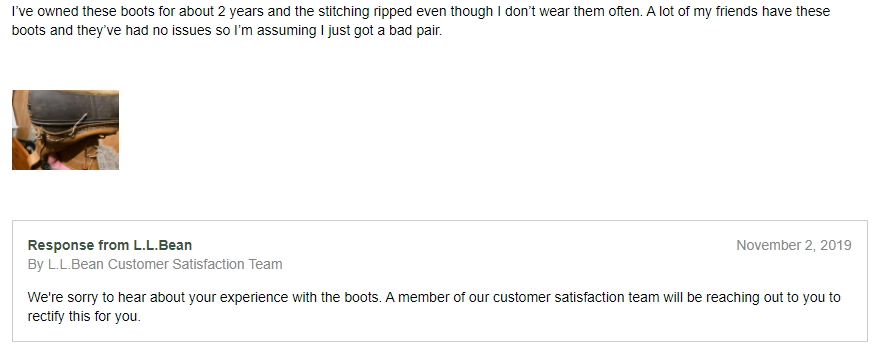 I've owned these boots for about 2 years and the stitching ripped even though I don't wear them often. A lot of my friends have these
boots and they've had no issues so I'm assuming I just got a bad pair.
Response from L.L.Bean
November 2, 2019
By L.L.Bean Customer Satisfaction Team
We're sorry to hear about your experience with the boots. A member of our customer satisfaction team will be reaching out to you to
rectify this for you.